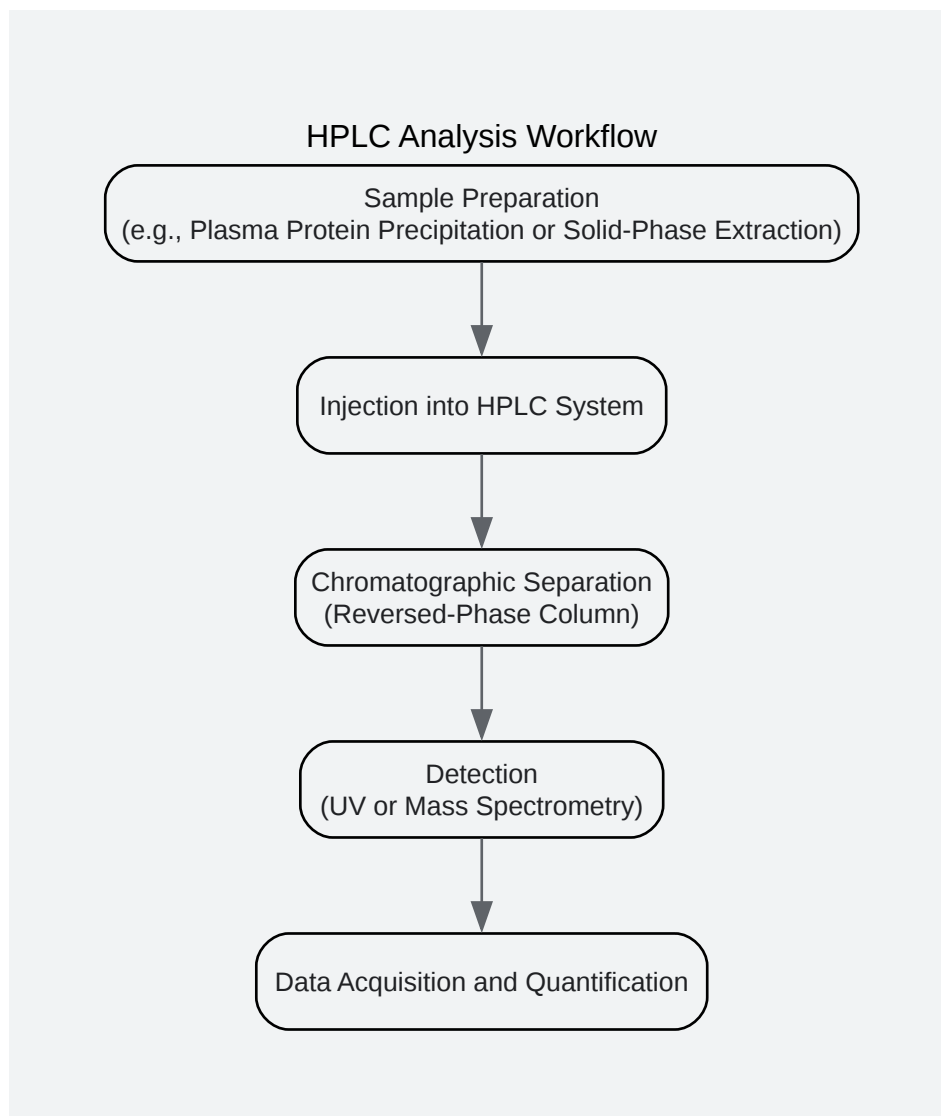 HPLC Analysis Workflow
Sample Preparation
(e.g., Plasma Protein Precipitation or Solid-Phase Extraction)
Injection into HPLC System
Chromatographic Separation
(Reversed-Phase Column)
Detection
(UV or Mass Spectrometry)
Data Acquisition and Quantification